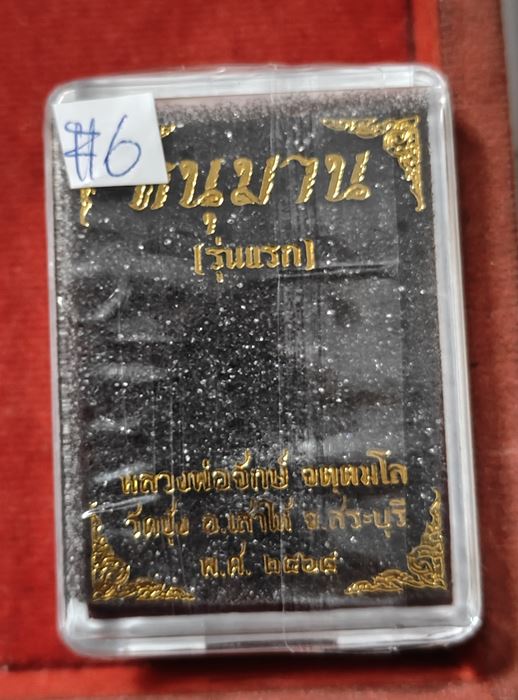 #6
หนุมาน
(รุ่นแรก)
หลวงพ่อจักษ์ จตฺตมโล
วัดชุ้ง อ.เสาไห้ จ.สระบุรี
พ.ศ. ๒๕๖๘